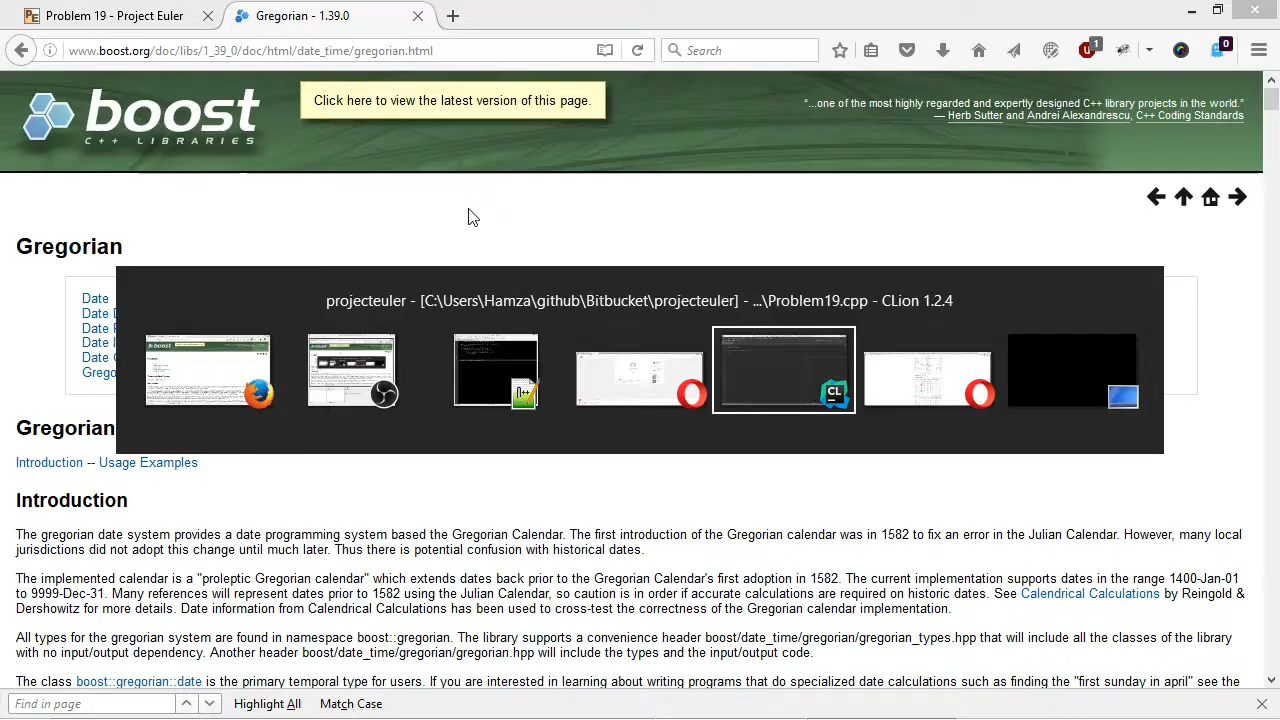 Problem 19 - Project Euler
Gregorian - 1.39.0
www.boost.org/doc/libs/1_39_0/doc/html/date_time/gregorian.html
Search
1
0
boost
C++ LIBRARIES
Click here to view the latest version of this page.
“...one of the most highly regarded and expertly designed C++ library projects in the world.”
— Herb Sutter and Andrei Alexandrescu, C++ Coding Standards
Gregorian
Date
Date D
Date
Date I
Date
Grego
projecteuler - [C:\Users\Hamza\github\Bitbucket\projecteuler] - ...\Problem19.cpp - CLion 1.2.4
CL
Gregorian
Introduction -- Usage Examples
Introduction
The gregorian date system provides a date programming system based the Gregorian Calendar. The first introduction of the Gregorian calendar was in 1582 to fix an error in the Julian Calendar. However, many local
jurisdictions did not adopt this change until much later. Thus there is potential confusion with historical dates.
The implemented calendar is a "proleptic Gregorian calendar" which extends dates back prior to the Gregorian Calendar's first adoption in 1582. The current implementation supports dates in the range 1400-Jan-01
to 9999-Dec-31. Many references will represent dates prior to 1582 using the Julian Calendar, so caution is in order if accurate calculations are required on historic dates. See Calendrical Calculations by Reingold &
Dershowitz for more details. Date information from Calendrical Calculations has been used to cross-test the correctness of the Gregorian calendar implementation.
All types for the gregorian system are found in namespace boost::gregorian. The library supports a convenience header boost/date_time/gregorian/gregorian_types.hpp that will include all the classes of the library
with no input/output dependency. Another header boost/date_time/gregorian/gregorian.hpp will include the types and the input/output code.
The class boost::gregorian::date is the primary temporal type for users. If you are interested in learning about writing programs that do specialized date calculations such as finding the "first sunday in april" see the
Find in page
Highlight All
Match Case